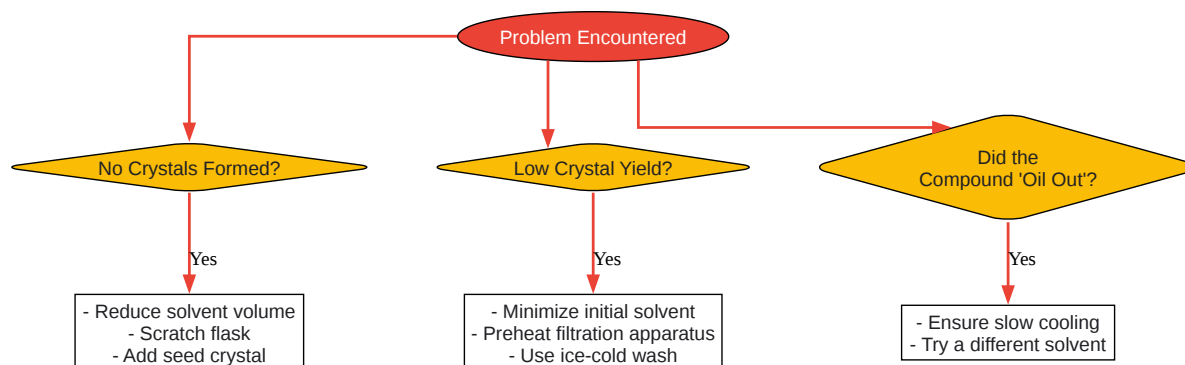 Problem Encountered
No Crystals Formed?
Low Crystal Yield?
Did the
Compound 'Oil Out'?
Yes
Yes
Yes
- Reduce solvent volume
- Scratch flask
- Add seed crystal
- Minimize initial solvent
- Preheat filtration apparatus
- Use ice-cold wash
- Ensure slow cooling
- Try a different solvent